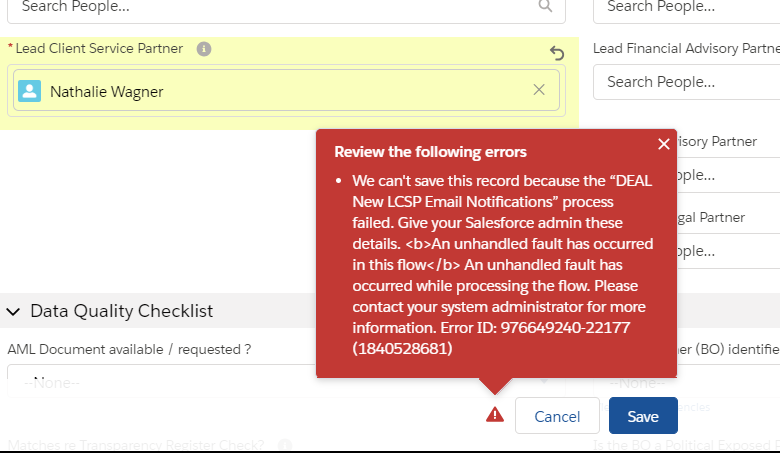 Search People...
Search People...
* Lead Client Service Partner
Nathalie Wagner
Lead Financial Advisory Partne
Search People...
Review the following errors
We can't save this record because the “DEAL
New LCSP Email Notifications” process
failed. Give your Salesforce admin these
details. <b>An unhandled fault has occurred
in this flow</b> An unhandled fault has
occurred while processing the flow. Please
contact your system administrator for more
information. Error ID: 976649240-22177
(1840528681)
isory Partner
ople...
gal Partner
ople...
Data Quality Checklist
AML Document available / requested ?
--None--
er (BO) identifie
--None--
encies
Cancel
Save
Matches re Transparency Register Check?
Is the BO a Political Exposed P